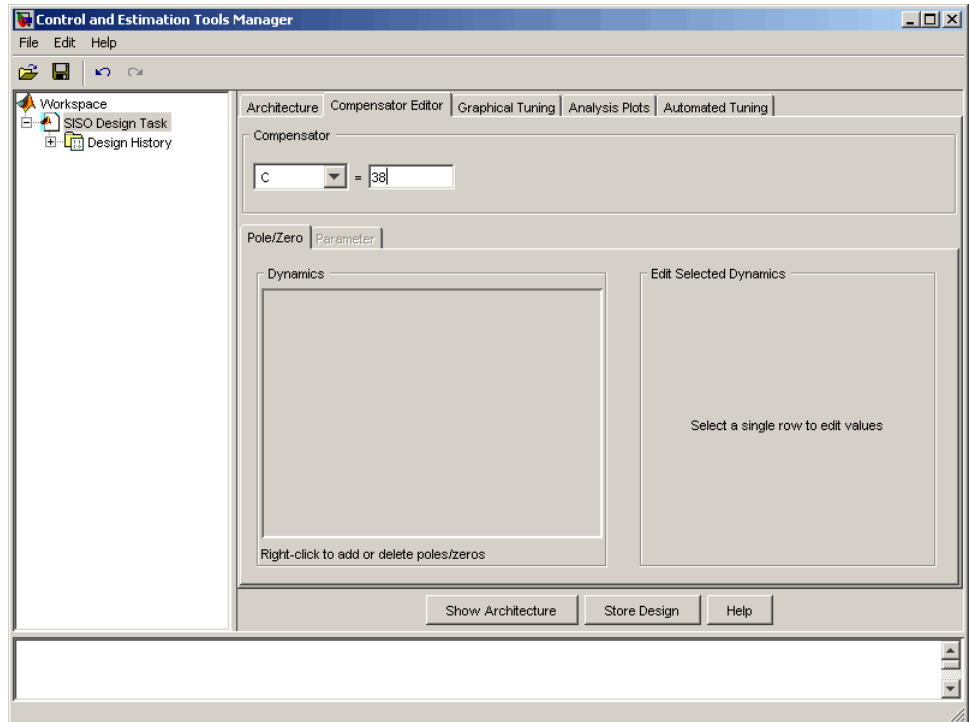 Control and Estimation Tools Manager
File Edit Help
Workspace
SISO Design Task
Design History
Architecture Compensator Editor Graphical Tuning Analysis Plots Automated Tuning
Compensator
C = 38
Pole/Zero Parameter
Dynamics
Edit Selected Dynamics
Select a single row to edit values
Right-click to add or delete poles/zeros
Show Architecture Store Design Help